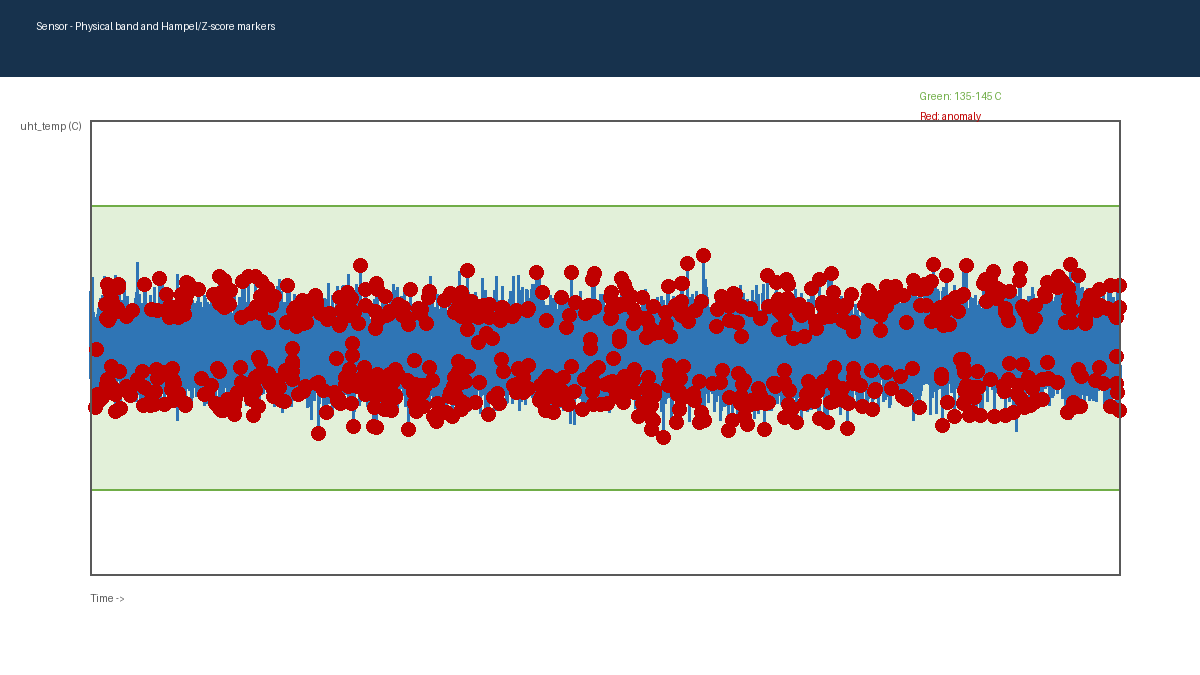 Sensor - Physical band and Hampel/Z-score markers
Green: 135-145 C
Red: anomaly
uht_temp (C)
Time ->